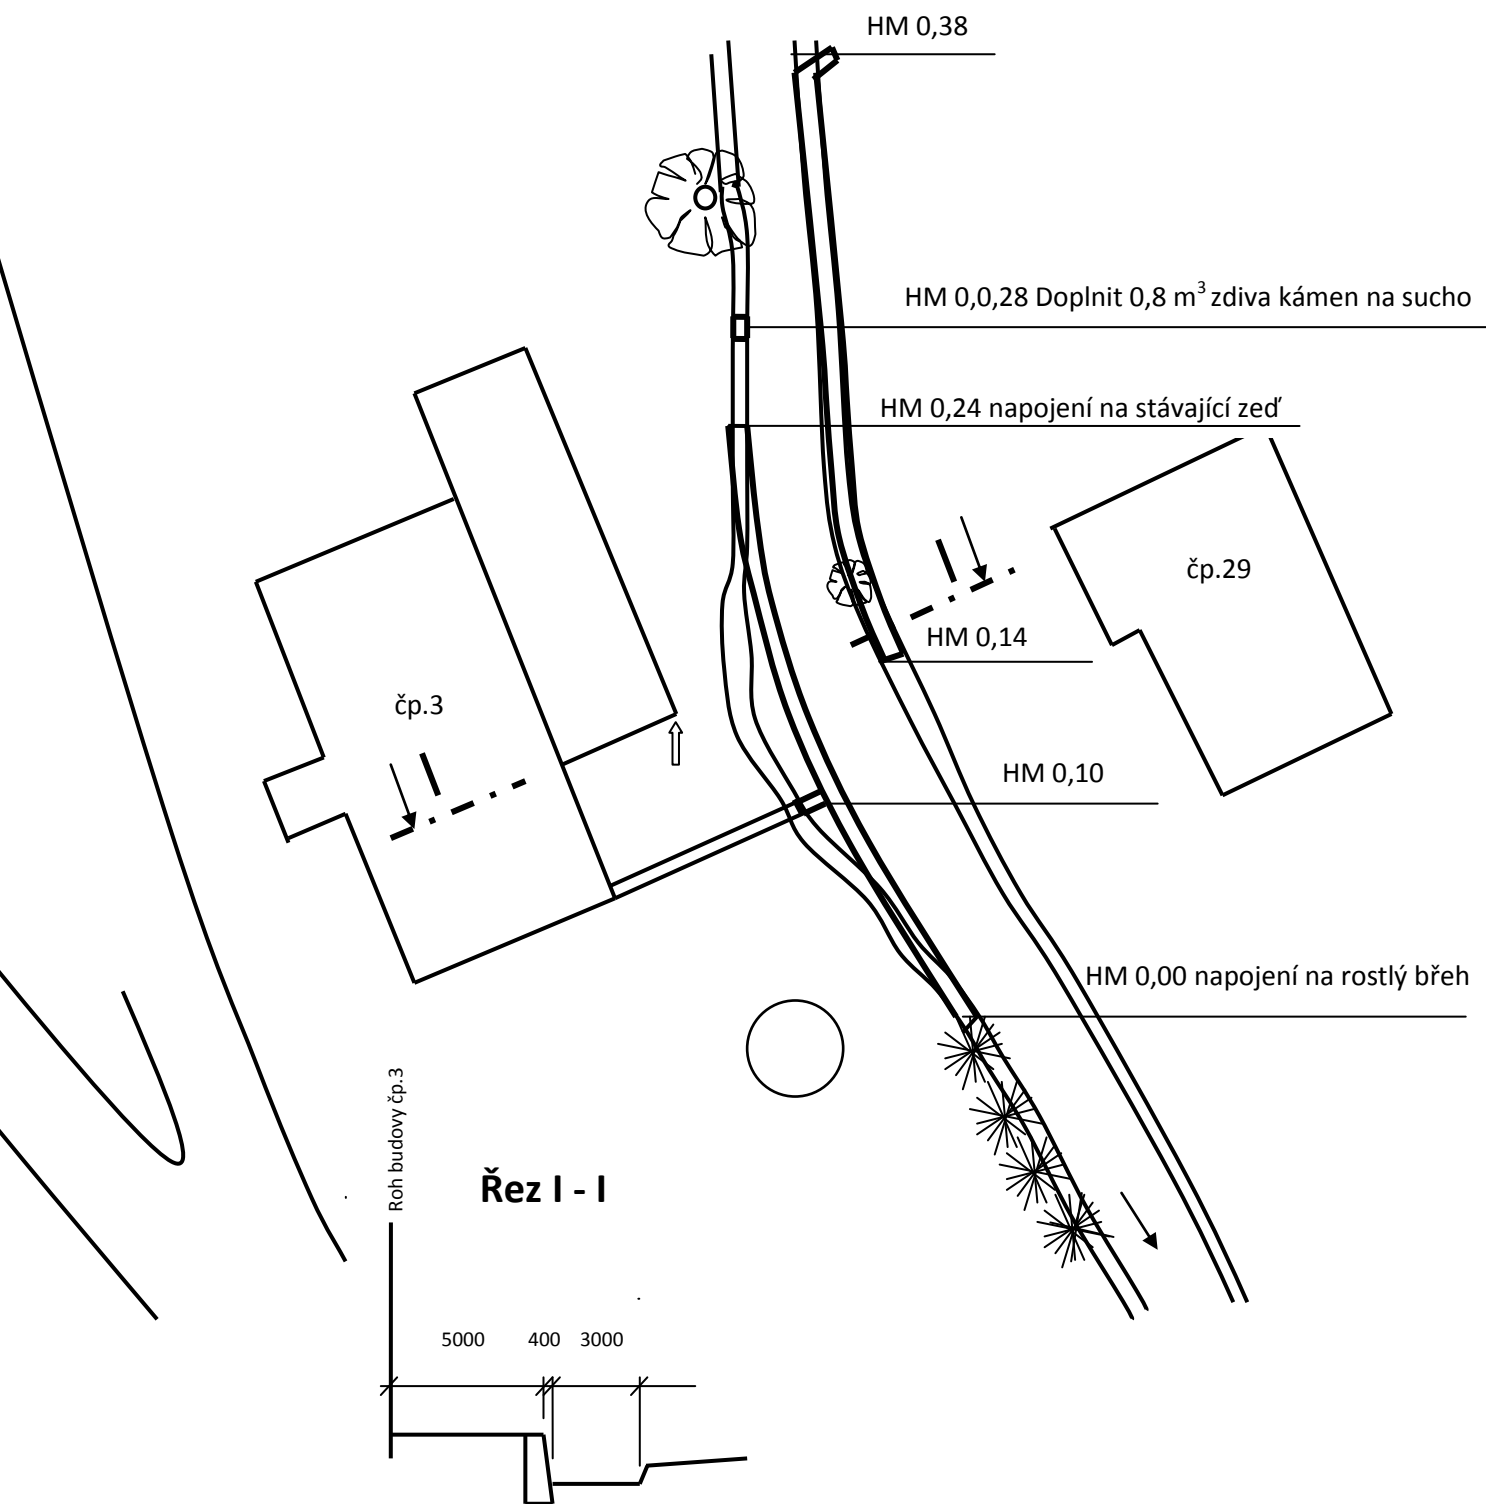 HM 0,38
HM 0,0,28 Doplnit 0,8 m³ zdiva kámen na sucho
HM 0,24 napojení na stávající zeď
čp.29
HM 0,14
čp.3
HM 0,10
HM 0,00 napojení na rostlý břeh
Roh budovy čp.3
Řez I - I
5000 400 3000